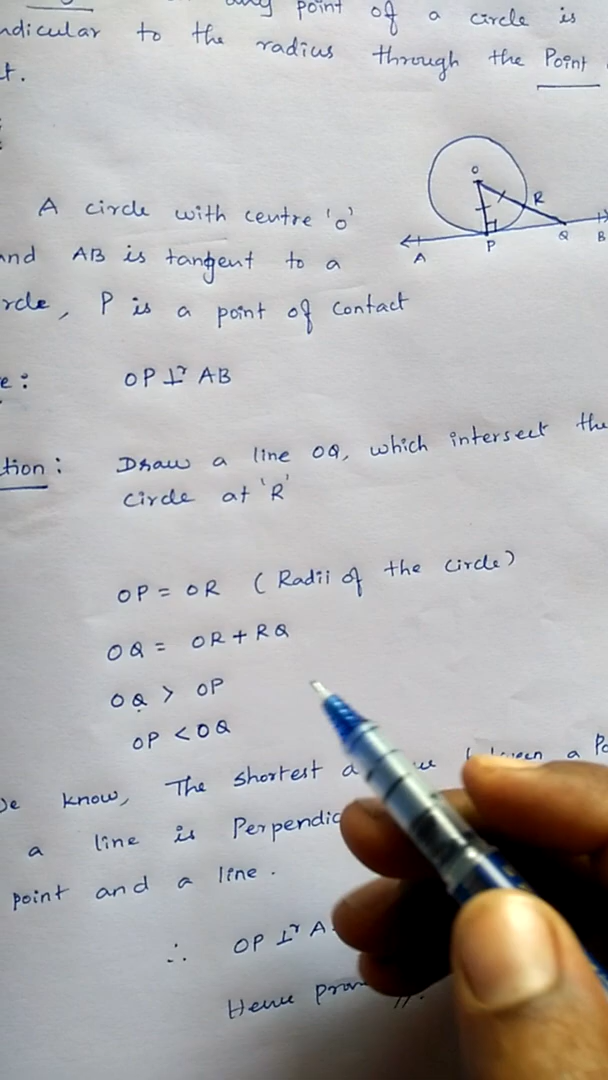 point of a circle is
ndicular to the radius through the Point
t.
O
R
A
P
Q
B
A circle with centre 'o'
and AB is tangent to a
rcle, P is a point of contact
e: OP ⊥r AB
tion: Draw a line OQ, which intersect the
circle at 'R'
OP = OR (Radii of the circle)
OQ = OR + RQ
OQ > OP
OP < OQ
know, The shortest
a line is Perpendic
point and a line.
∴ OP ⊥r A
Hence